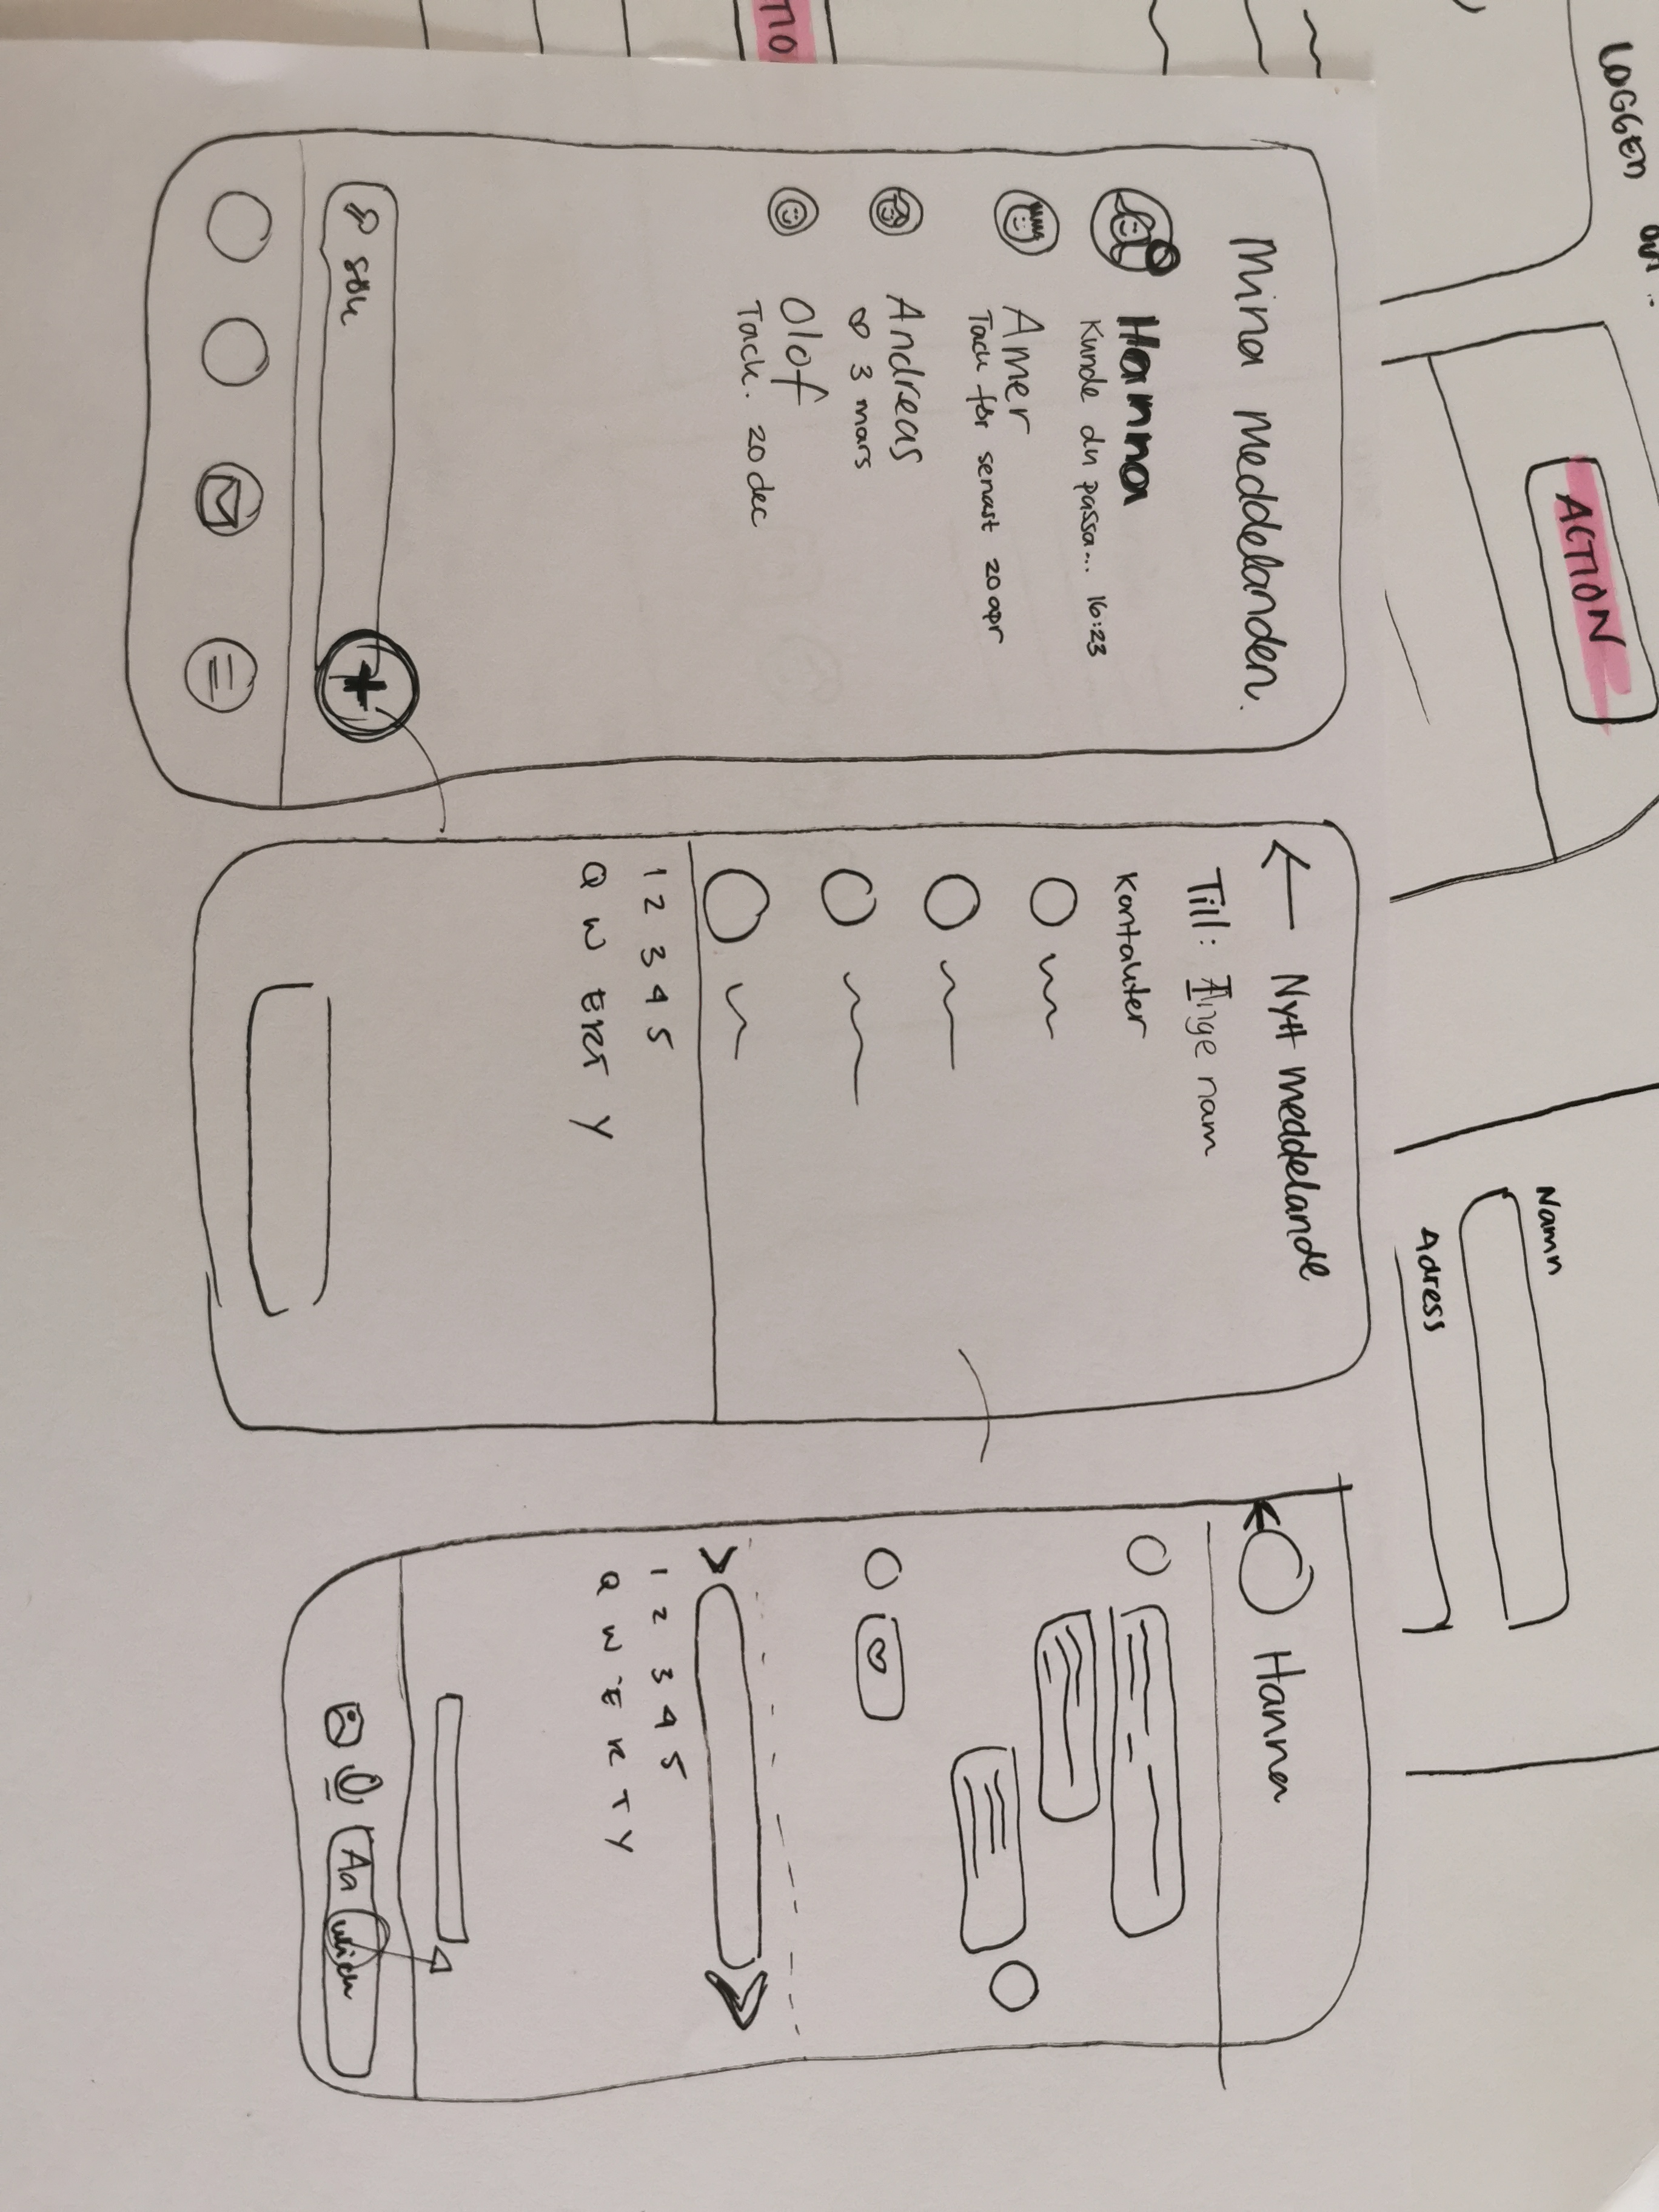 Mina meddelanden.
Hanna
Kunde du passa... 16:23
Amer
Tack för senast 20 apr
Andreas
♡ 3 mars
Olof
Tack. 20 dec
Sök
+
← Nytt meddelande
Till: Ange nam
Kontakter
1 2 3 4 5
Q W E R T Y
Hanna
1 2 3 4 5
Q W E R T Y
Aa
LOGGEN
ACTION
Namn
Adress